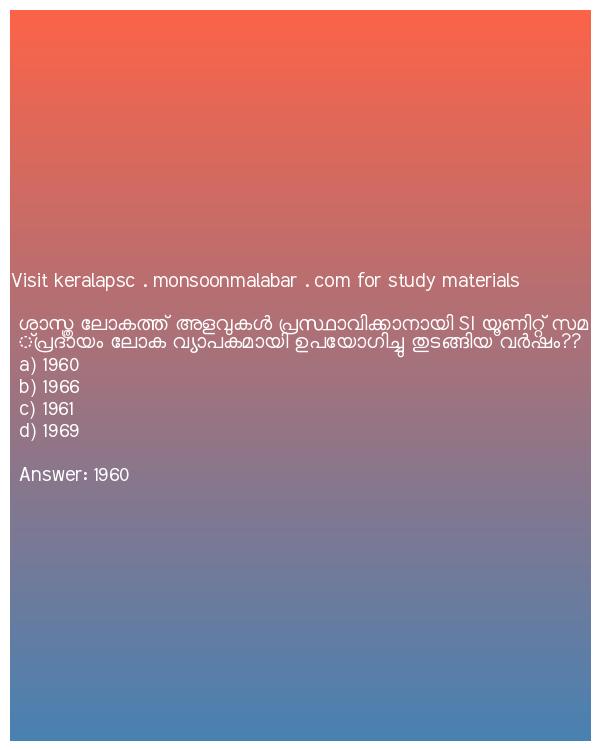 Visit keralapsc . monsoonmalabar . com for study materials
ശാസ്ത്ര ലോകത്ത് അളവുകൾ പ്രസ്ഥാവിക്കാനായി SI യൂണിറ്റ് സമ
്പ്രദായം ലോക വ്യാപകമായി ഉപയോഗിച്ചു തുടങ്ങിയ വർഷം??
a) 1960
b) 1966
c) 1961
d) 1969
Answer: 1960